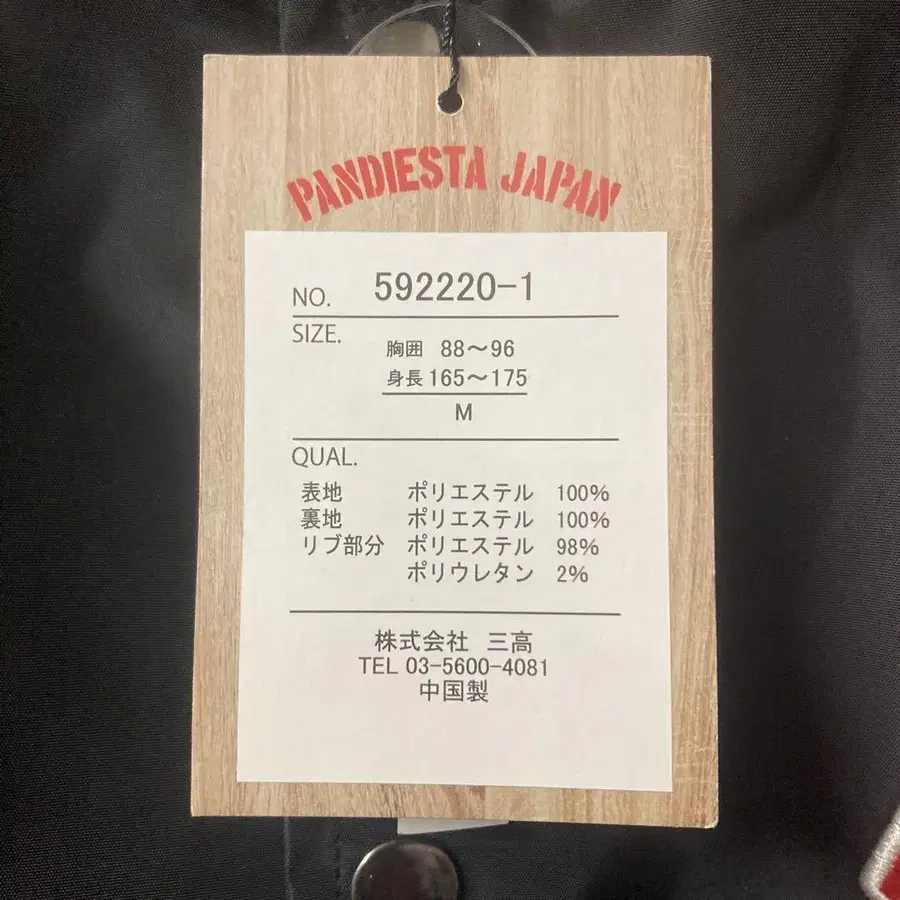 PANDIESTA JAPAN
NO. 592220-1
SIZE.
胸囲 88～96
身長 165～175
M
QUAL.
表地 ポリエステル 100%
裏地 ポリエステル 100%
リブ部分 ポリエステル 98%
ポリウレタン 2%
株式会社 三高
TEL 03-5600-4081
中国製